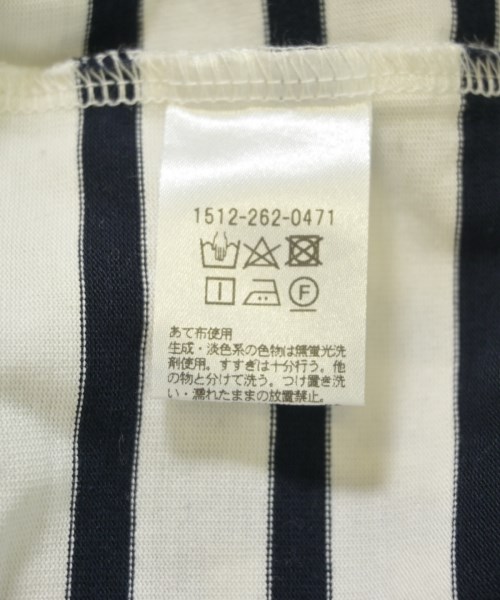 1512-262-0471
F
あて布使用
生成・淡色系の色物は無蛍光洗
剤使用。すすぎは十分行う。他
の物と分けて洗う。つけ置き洗
い・濡れたままの放置禁止。